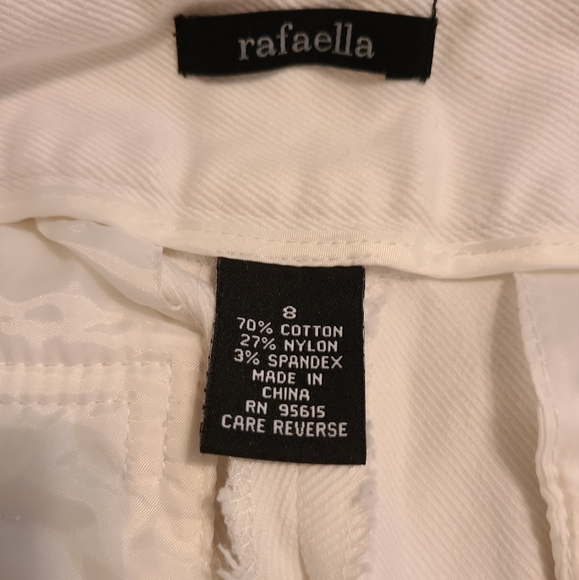 rafaella
8
70% COTTON
27% NYLON
3% SPANDEX
MADE IN
CHINA
RN 95615
CARE REVERSE